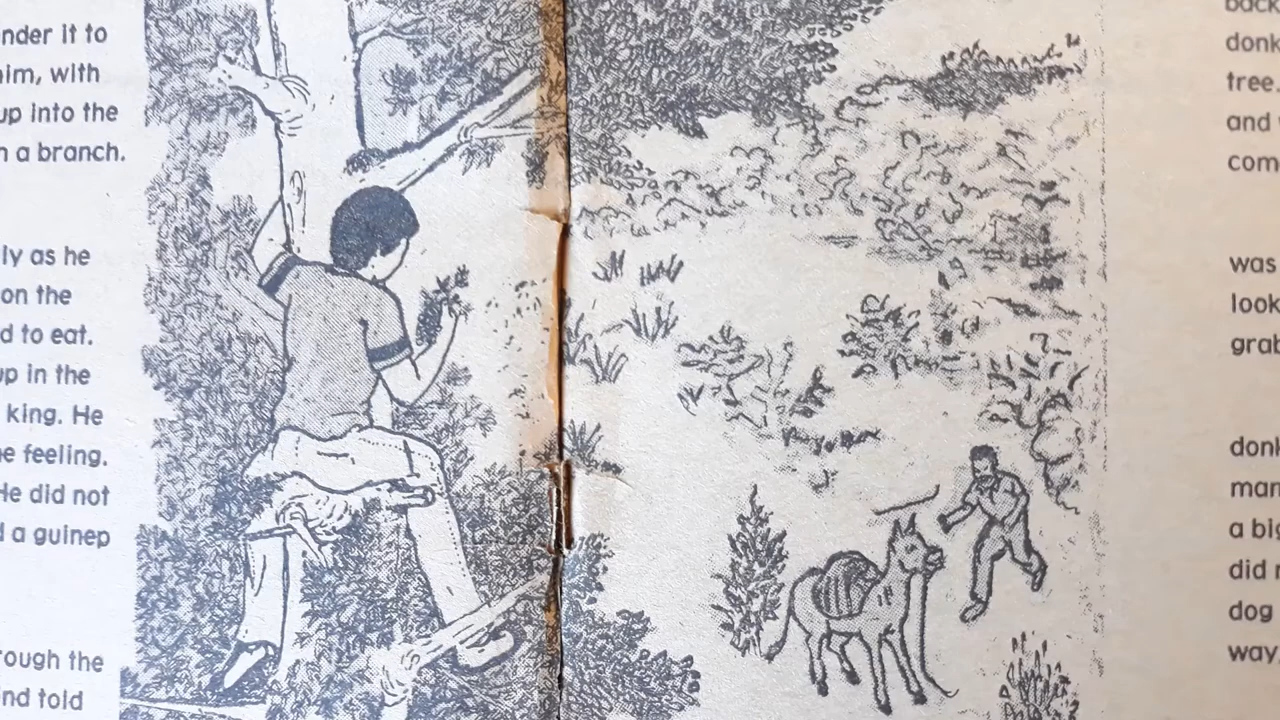 nder it to
him, with
up into the
n a branch.
ly as he
on the
d to eat.
up in the
king. He
he feeling.
He did not
d a guinep
rough the
nd told
back
donk
tree.
and
com
was
look
grab
donk
man
a big
did
dog
way,